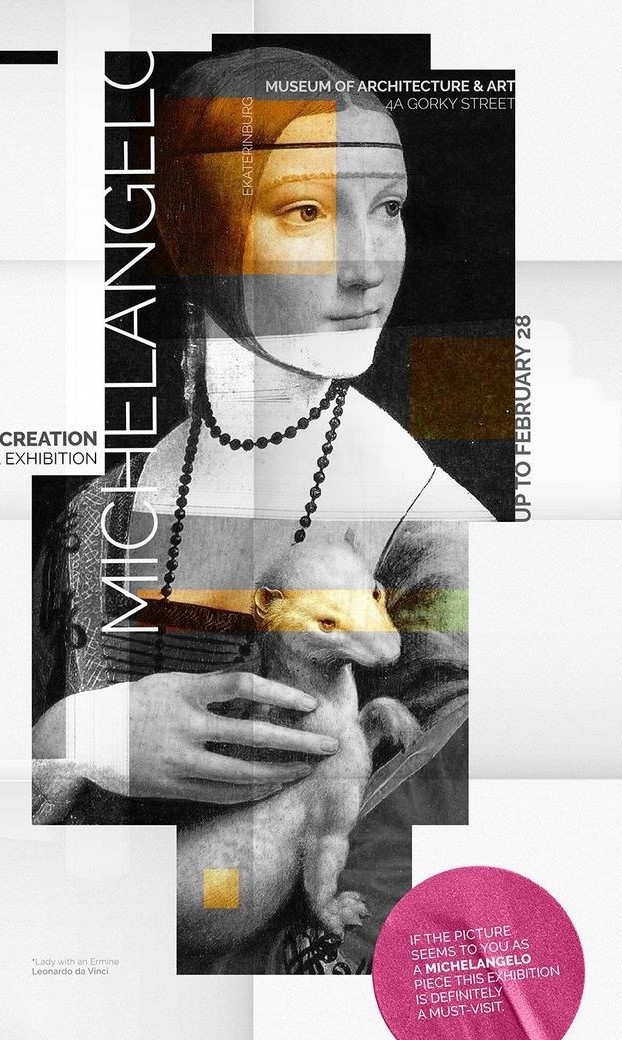 MUSEUM OF ARCHITECTURE & ART
4A GORKY STREET
EKATERINBURG
MICHELANGELO
UP TO FEBRUARY 28
CREATION
EXHIBITION
*Lady with an Ermine
Leonardo da Vinci
IF THE PICTURE
SEEMS TO YOU AS
A MICHELANGELO
PIECE THIS EXHIBITION
IS DEFINITELY
A MUST-VISIT.